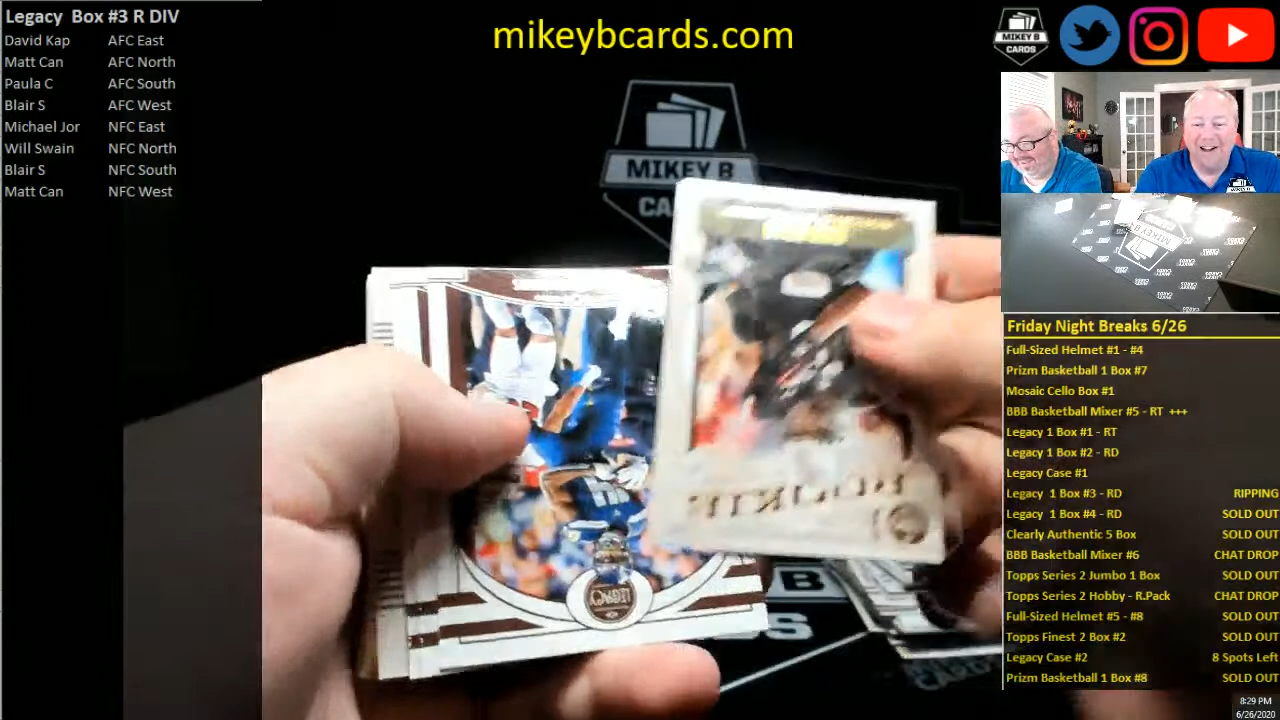 Legacy Box #3 R DIV
David Kap AFC East
Matt Can AFC North
Paula C AFC South
Blair S AFC West
Michael Jor NFC East
Will Swain NFC North
Blair S NFC South
Matt Can NFC West
mikeybcards.com
MIKEY B
CARDS
MIKEY B
CA
MIKEY B
Friday Night Breaks 6/26
Full-Sized Helmet #1 - #4
Prizm Basketball 1 Box #7
Mosaic Cello Box #1
BBB Basketball Mixer #5 - RT +++
Legacy 1 Box #1 - RT
Legacy 1 Box #2 - RD
Legacy Case #1
Legacy 1 Box #3 - RD RIPPING
Legacy 1 Box #4 - RD SOLD OUT
Clearly Authentic 5 Box SOLD OUT
BBB Basketball Mixer #6 CHAT DROP
Topps Series 2 Jumbo 1 Box SOLD OUT
Topps Series 2 Hobby - R.Pack CHAT DROP
Full-Sized Helmet #5 - #8 SOLD OUT
Topps Finest 2 Box #2 SOLD OUT
Legacy Case #2 8 Spots Left
Prizm Basketball 1 Box #8 SOLD OUT
8:29 PM
6/26/2020